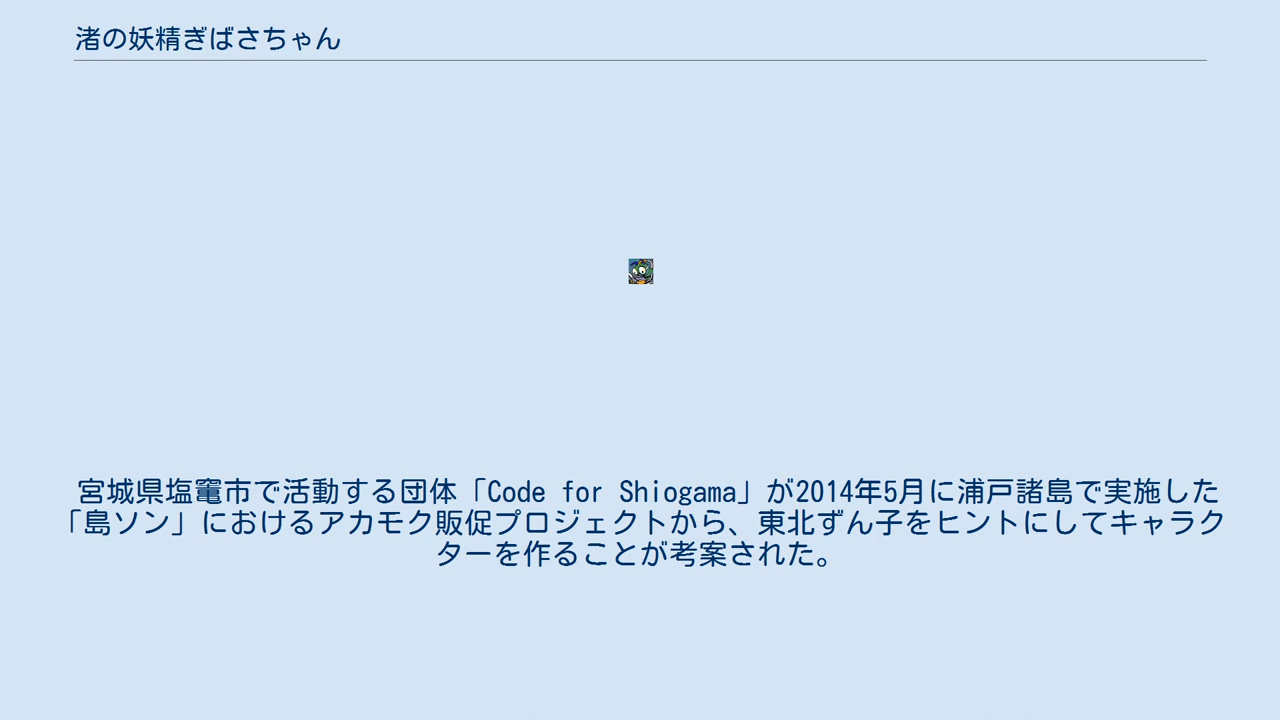 渚の妖精ぎばさちゃん
宮城県塩竃市で活動する団体「Code for Shiogama」が2014年5月に浦戸諸島で実施した
「島ソン」におけるアカモク販促プロジェクトから、東北ずん子をヒントにしてキャラク
ターを作ることが考案された。